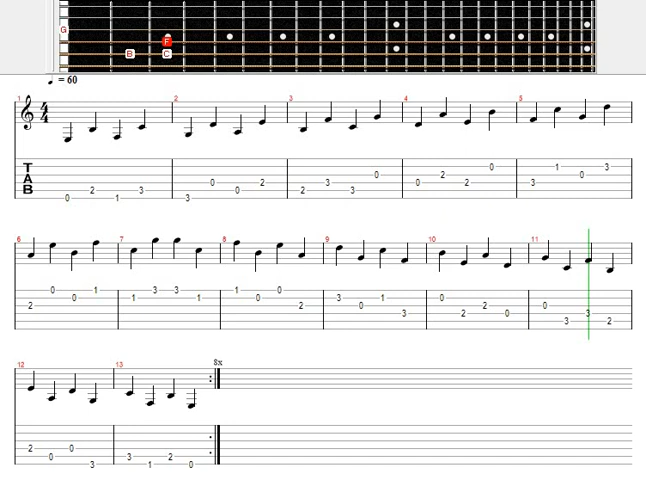 G
F
B C
= 60
1 2 3 4 5
4
4
T 0 1 3
A 0 2 0
0 2 3 0 2 3
B 2 0 2 3
0 1 3
6 7 8 9 10 11
0 1 3 3 1 0
0 1 1 0 3 1 0
2 2 0 2 0
3 2 0 3
3 2
12 13 8x
2 0
0 3 2
3 1 0